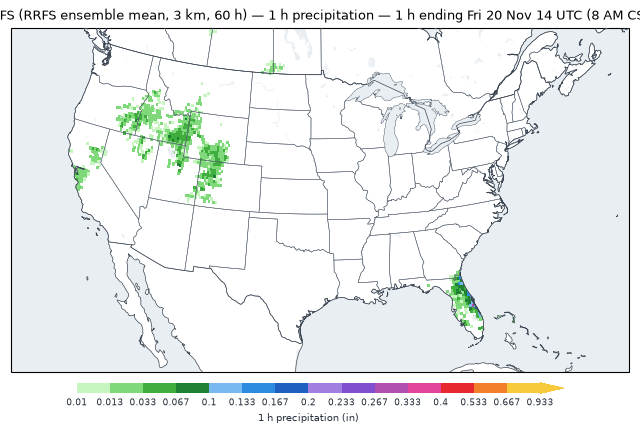 FS (RRFS ensemble mean, 3 km, 60 h) — 1 h precipitation — 1 h ending Fri 20 Nov 14 UTC (8 AM CS
0.01 0.013 0.033 0.067 0.1 0.133 0.167 0.2 0.233 0.267 0.333 0.4 0.533 0.667 0.933
1 h precipitation (in)